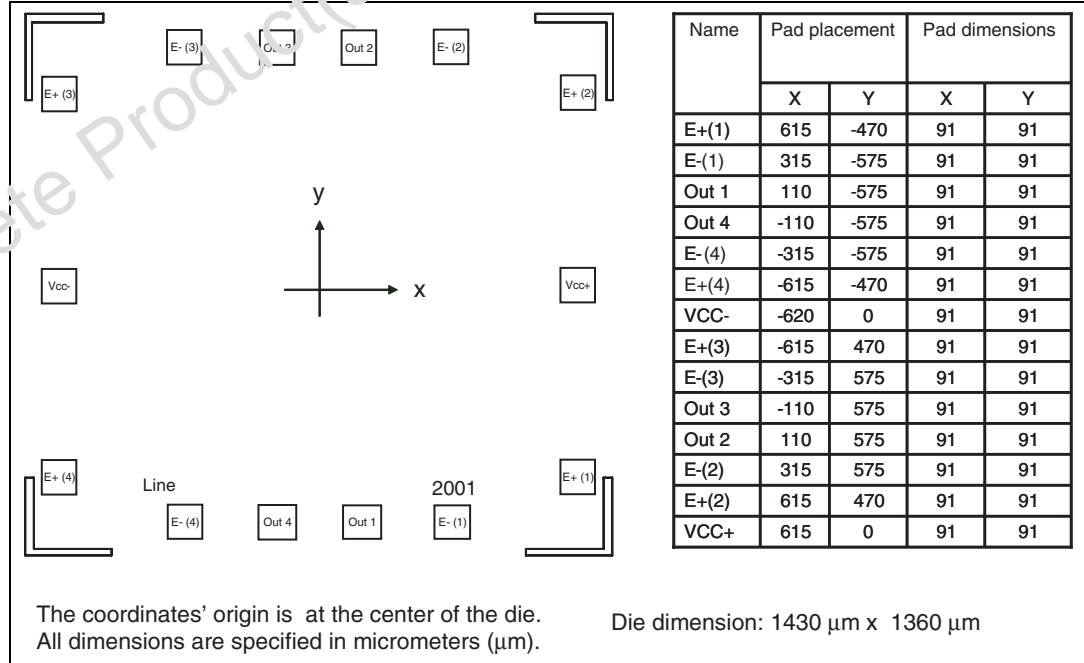 E- (3) Out 3 Out 2 E- (2)
E+ (3) E+ (2)
y
x
Vcc- Vcc+
E+ (4) E+ (1)
Line 2001
E- (4) Out 4 Out 1 E- (1)
Name Pad placement Pad dimensions
X Y X Y
E+(1) 615 -470 91 91
E-(1) 315 -575 91 91
Out 1 110 -575 91 91
Out 4 -110 -575 91 91
E-(4) -315 -575 91 91
E+(4) -615 -470 91 91
VCC- -620 0 91 91
E+(3) -615 470 91 91
E-(3) -315 575 91 91
Out 3 -110 575 91 91
Out 2 110 575 91 91
E-(2) 315 575 91 91
E+(2) 615 470 91 91
VCC+ 615 0 91 91
The coordinates' origin is at the center of the die.
All dimensions are specified in micrometers (μm).
Die dimension: 1430 μm x 1360 μm
ete Product(